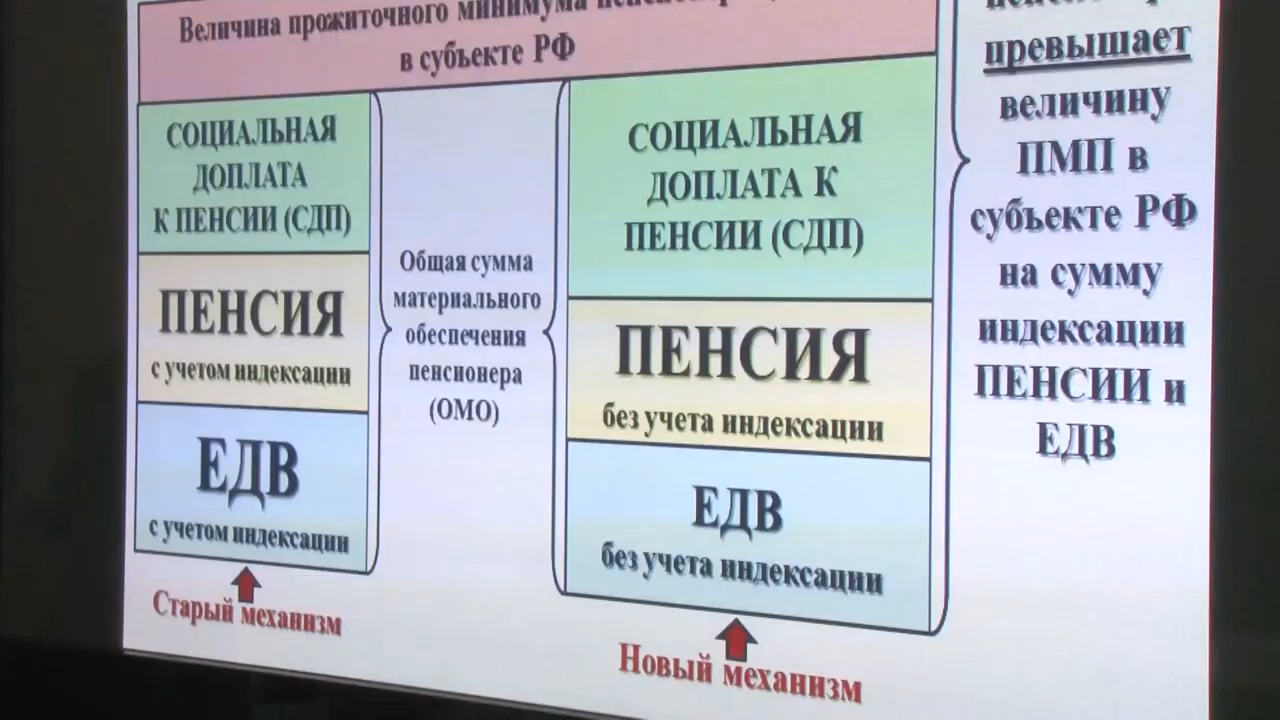 Величина прожиточного минимума
в субъекте РФ
СОЦИАЛЬНАЯ
ДОПЛАТА
К ПЕНСИИ (СДП)
ПЕНСИЯ
с учетом индексации
ЕДВ
с учетом индексации
Старый механизм
Общая сумма
материального
обеспечения
пенсионера
(ОМО)
СОЦИАЛЬНАЯ
ДОПЛАТА К
ПЕНСИИ (СДП)
ПЕНСИЯ
без учета индексации
ЕДВ
без учета индексации
Новый механизм
превышает
величину
ПМП в
субъекте РФ
на сумму
индексации
ПЕНСИИ и
ЕДВ